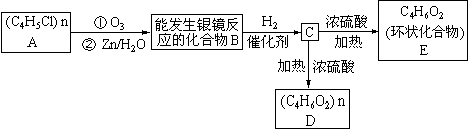 (C4H5Cl) n
A
① O3
② Zn/H2O
能发生银镜反
应的化合物 B
H2
催化剂
C
浓硫酸
加热
C4H6O2
(环状化合物)
E
加热
浓硫酸
(C4H6O2) n
D